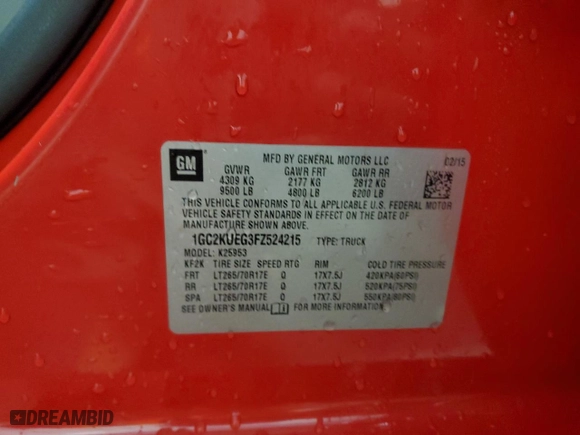 GM
MFD BY GENERAL MOTORS LLC 02/15
GVWR GAWR FRT GAWR RR
4309 KG 2177 KG 2812 KG
9500 LB 4800 LB 6200 LB
THIS VEHICLE CONFORMS TO ALL APPLICABLE U.S. FEDERAL MOTOR
VEHICLE SAFETY STANDARDS IN EFFECT ON THE DATE OF
MANUFACTURE SHOWN ABOVE.
1GC2KUEG3FZ524215 TYPE: TRUCK
MODEL: K25953
KF2K TIRE SIZE SPEED RTG RIM COLD TIRE PRESSURE
FRT LT265/70R17E Q 17X7.5J 420KPA(60PSI)
RR LT265/70R17E Q 17X7.5J 520KPA(75PSI)
SPA LT265/70R17E Q 17X7.5J 550KPA(80PSI)
SEE OWNER'S MANUAL FOR MORE INFORMATION
DREAMBID